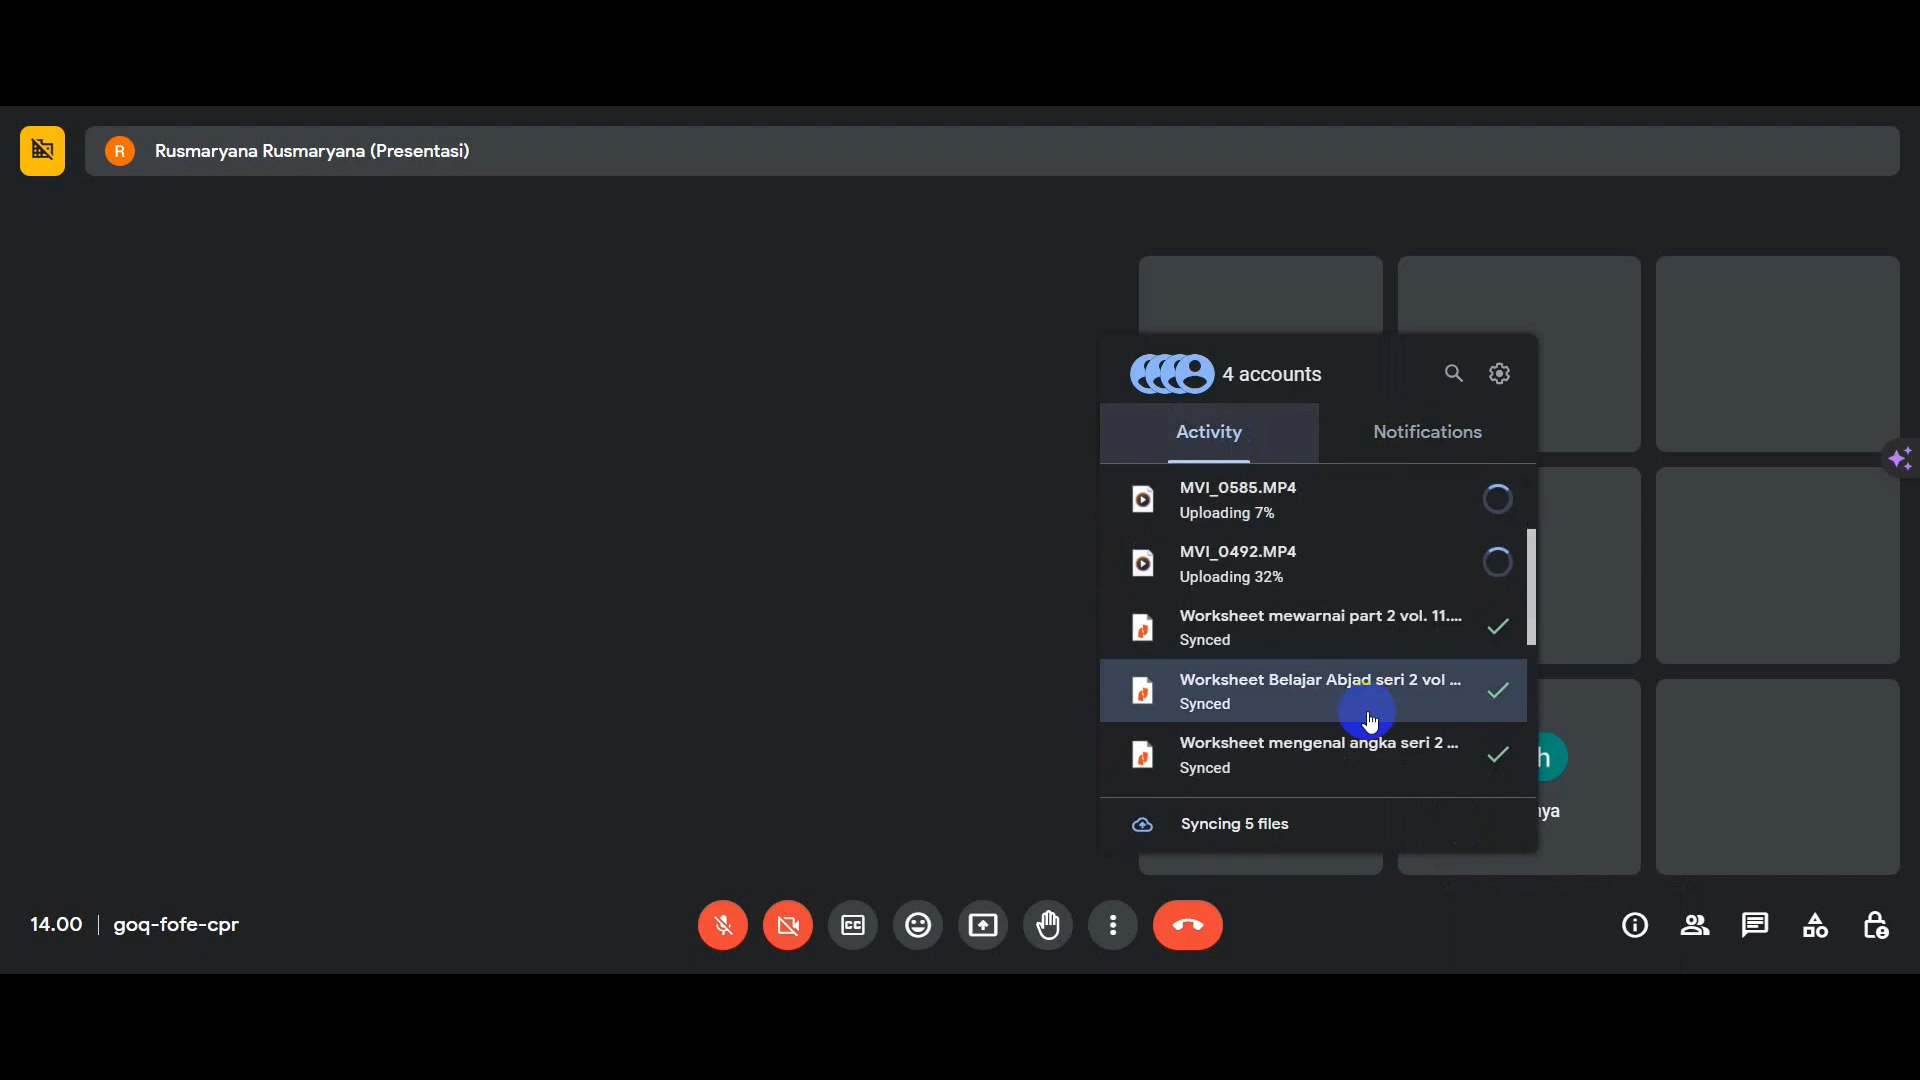 R Rusmaryana Rusmaryana (Presentasi)
4 accounts
Activity Notifications
MVI_0585.MP4
Uploading 7%
MVI_0492.MP4
Uploading 32%
Worksheet mewarnai part 2 vol. 11....
Synced
Worksheet Belajar Abjad seri 2 vol ...
Synced
Worksheet mengenal angka seri 2 ...
Synced
Syncing 5 files
h
ya
14.00 | goq-fofe-cpr
CC